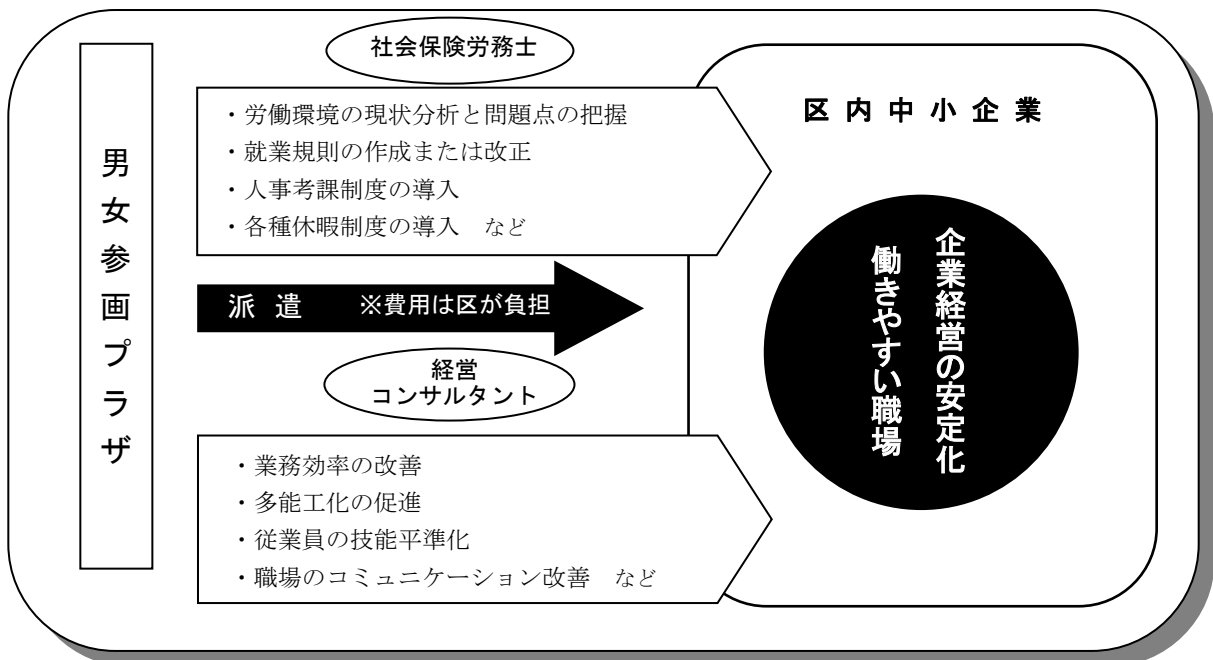 男女参画プラザ
社会保険労務士
・労働環境の現状分析と問題点の把握
・就業規則の作成または改正
・人事考課制度の導入
・各種休暇制度の導入　など
派 遣　※費用は区が負担
経営
コンサルタント
・業務効率の改善
・多能工化の促進
・従業員の技能平準化
・職場のコミュニケーション改善　など
区 内 中 小 企 業
企業経営の安定化
働きやすい職場